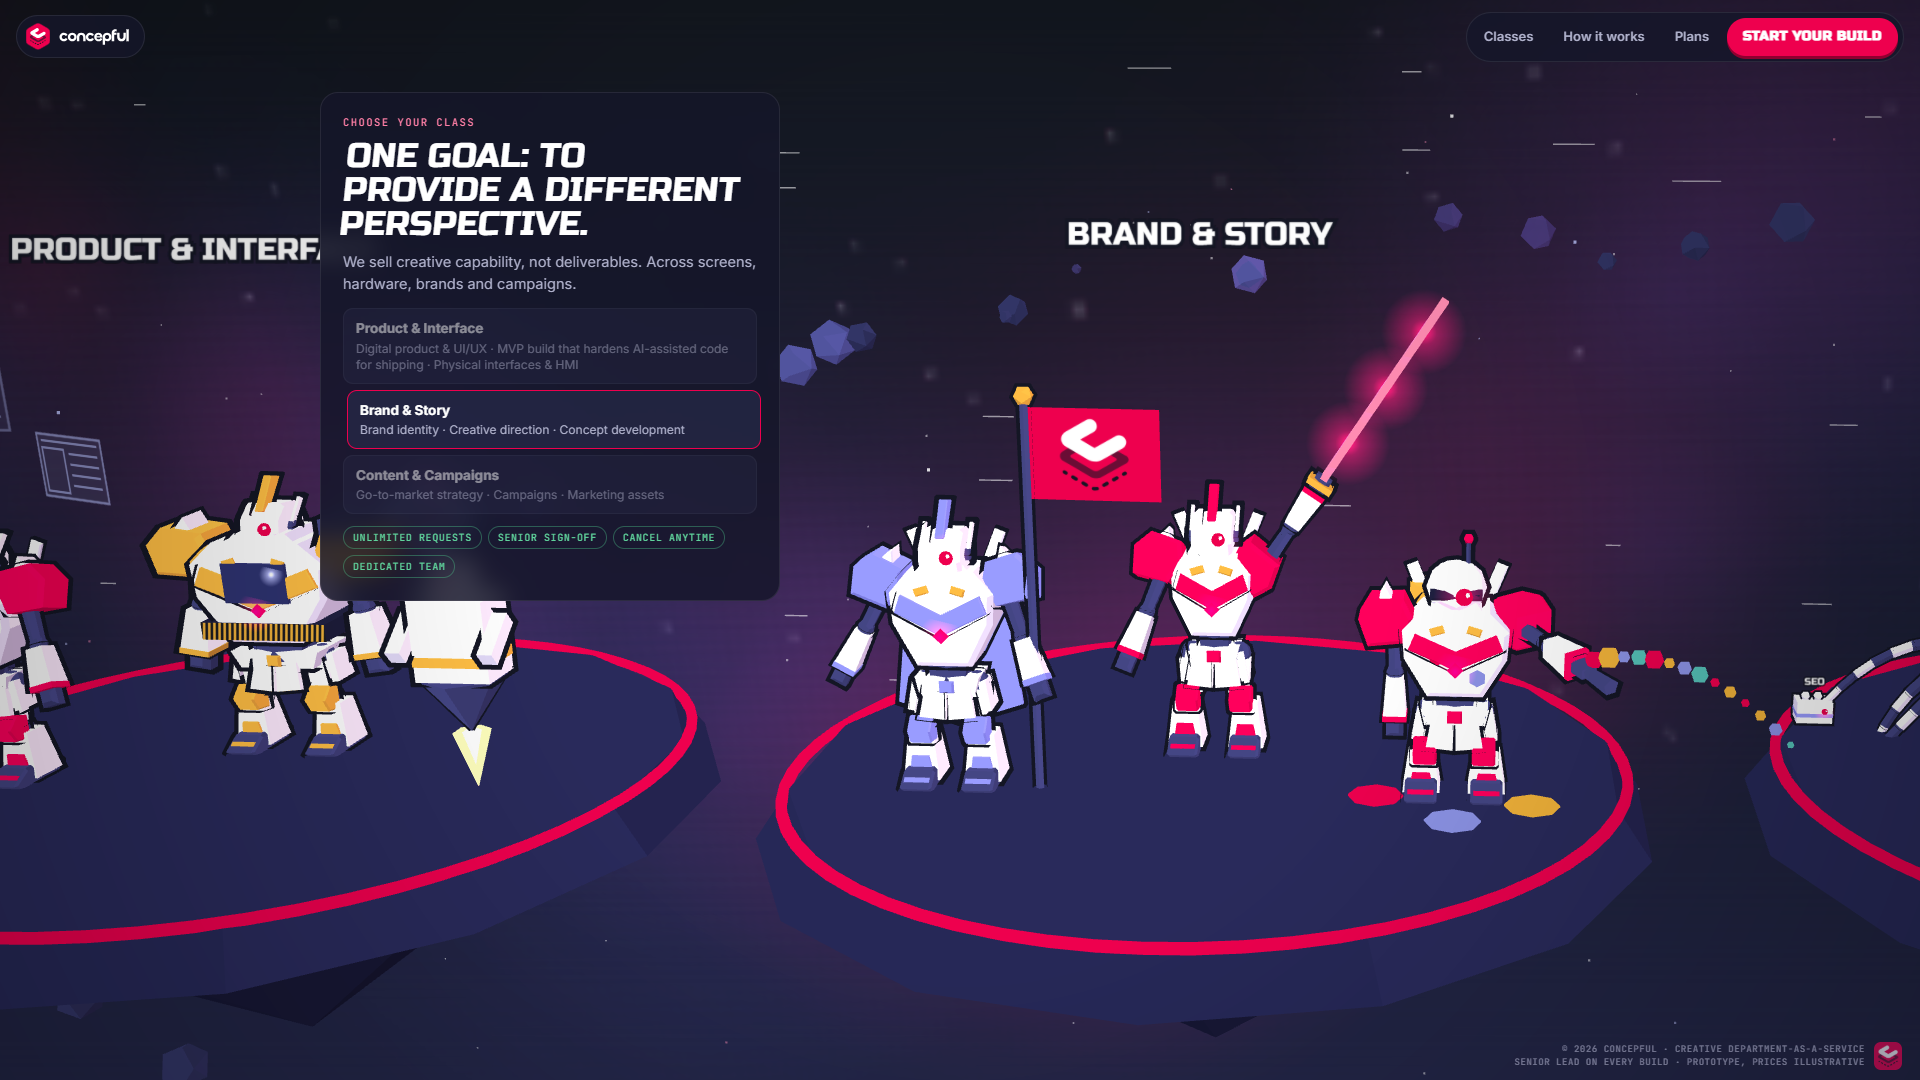 concepful
Classes
How it works
Plans
START YOUR BUILD
CHOOSE YOUR CLASS
ONE GOAL: TO
PROVIDE A DIFFERENT
PERSPECTIVE.
We sell creative capability, not deliverables. Across screens,
hardware, brands and campaigns.
Product & Interface
Digital product & UI/UX · MVP build that hardens AI-assisted code
for shipping · Physical interfaces & HMI
Brand & Story
Brand identity · Creative direction · Concept development
Content & Campaigns
Go-to-market strategy · Campaigns · Marketing assets
UNLIMITED REQUESTS
SENIOR SIGN-OFF
CANCEL ANYTIME
DEDICATED TEAM
PRODUCT & INTERFA
BRAND & STORY
SEO
© 2026 CONCEPFUL · CREATIVE DEPARTMENT-AS-A-SERVICE
SENIOR LEAD ON EVERY BUILD · PROTOTYPE, PRICES ILLUSTRATIVE